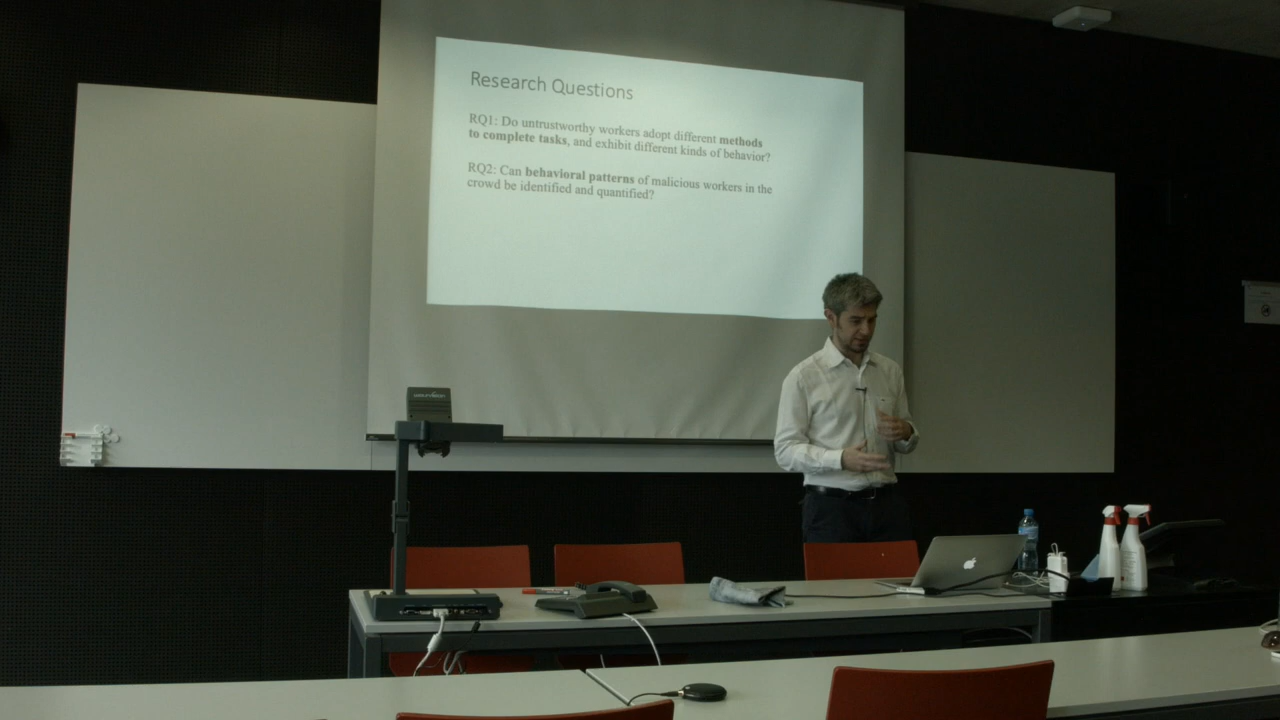 Research Questions
RQ1: Do untrustworthy workers adopt different methods
to complete tasks, and exhibit different kinds of behavior?
RQ2: Can behavioral patterns of malicious workers in the
crowd be identified and quantified?